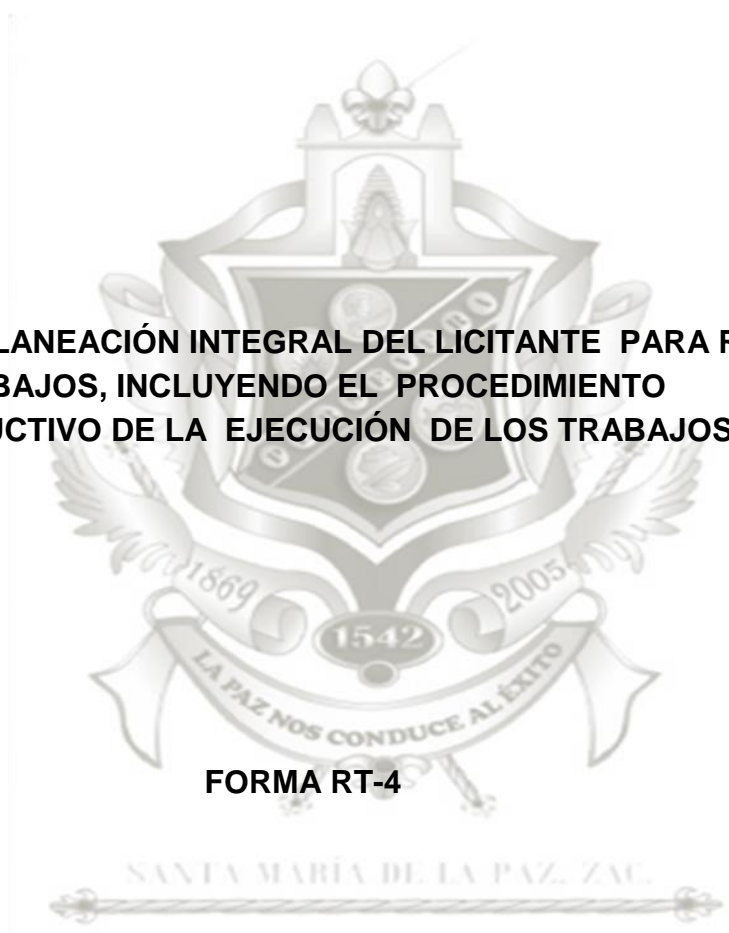 LANEACIÓN INTEGRAL DEL LICITANTE PARA
BAJOS, INCLUYENDO EL PROCEDIMIENTO
UCTIVO DE LA EJECUCIÓN DE LOS TRABAJOS
1869
2005
1542
LA PAZ NOS CONDUCE AL ÉXITO
FORMA RT-4
SANTA MARÍA DE LA PAZ, ZAC.